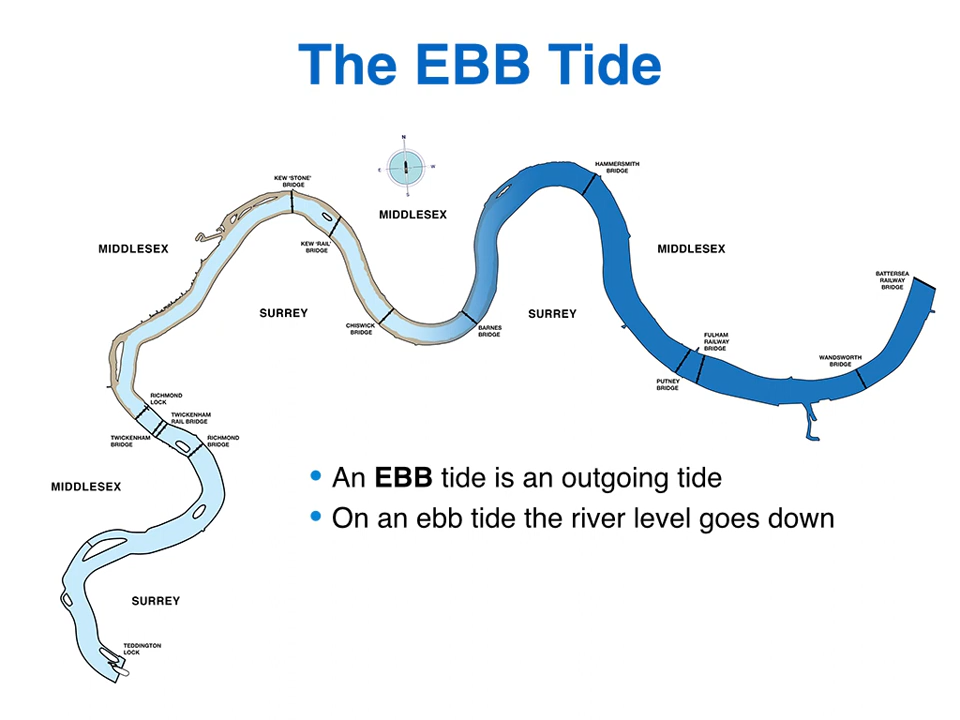 The EBB Tide
N
E
W
S
KEW 'STONE'
BRIDGE
HAMMERSMITH
BRIDGE
MIDDLESEX
KEW 'RAIL'
BRIDGE
MIDDLESEX
MIDDLESEX
BATTERSEA
RAILWAY
BRIDGE
SURREY
SURREY
CHISWICK
BRIDGE
BARNES
BRIDGE
FULHAM
RAILWAY
BRIDGE
WANDSWORTH
BRIDGE
PUTNEY
BRIDGE
RICHMOND
LOCK
TWICKENHAM
RAIL BRIDGE
TWICKENHAM
BRIDGE
RICHMOND
BRIDGE
MIDDLESEX
• An EBB tide is an outgoing tide
• On an ebb tide the river level goes down
SURREY
TEDDINGTON
LOCK